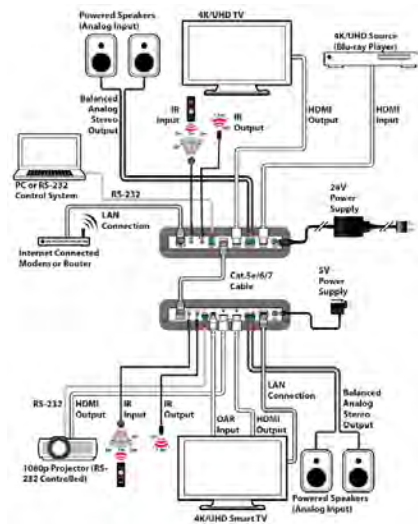 Powered Speakers
(Analog Input)
4K/UHD TV
4K/UHD Source
(Blu-ray Player)
Balanced
Analog
Stereo
Output
IR
Input
IR
Output
HDMI
Output
HDMI
Input
PC or RS-232
Control System
RS-232
LAN
Connection
Internet Connected
Modem or Router
24V
Power
Supply
Cat.5e/6/7
Cable
5V
Power
Supply
RS-232
HDMI
Output
IR
Input
IR
Output
OAR
Input
HDMI
Output
LAN
Connection
Balanced
Analog
Stereo
Output
1080p Projector (RS-
232 Controlled)
4K/UHD Smart TV
Powered Speakers
(Analog Input)